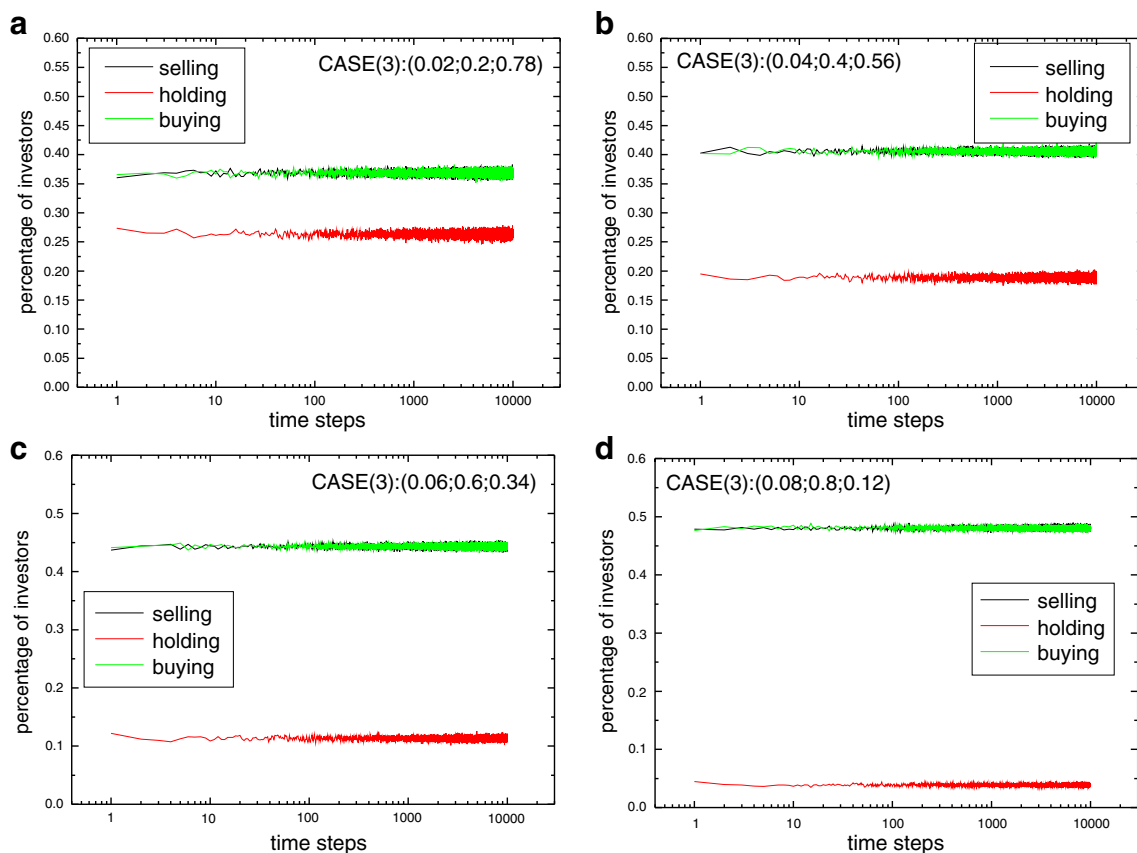 a
0.60
0.55
0.50
0.45
0.40
0.35
0.30
0.25
0.20
0.15
0.10
0.05
0.00
percentage of investors
selling
holding
buying
CASE(3):(0.02;0.2;0.78)
1
10
100
1000
10000
time steps
b
0.60
0.55
0.50
0.45
0.40
0.35
0.30
0.25
0.20
0.15
0.10
0.05
0.00
percentage of investors
CASE(3):(0.04;0.4;0.56)
selling
holding
buying
1
10
100
1000
10000
time steps
c
0.6
0.5
0.4
0.3
0.2
0.1
0.0
percentage of investors
CASE(3):(0.06;0.6;0.34)
selling
holding
buying
1
10
100
1000
10000
time steps
d
0.6
0.5
0.4
0.3
0.2
0.1
0.0
percentage of investors
CASE(3):(0.08;0.8;0.12)
selling
holding
buying
1
10
100
1000
10000
time steps